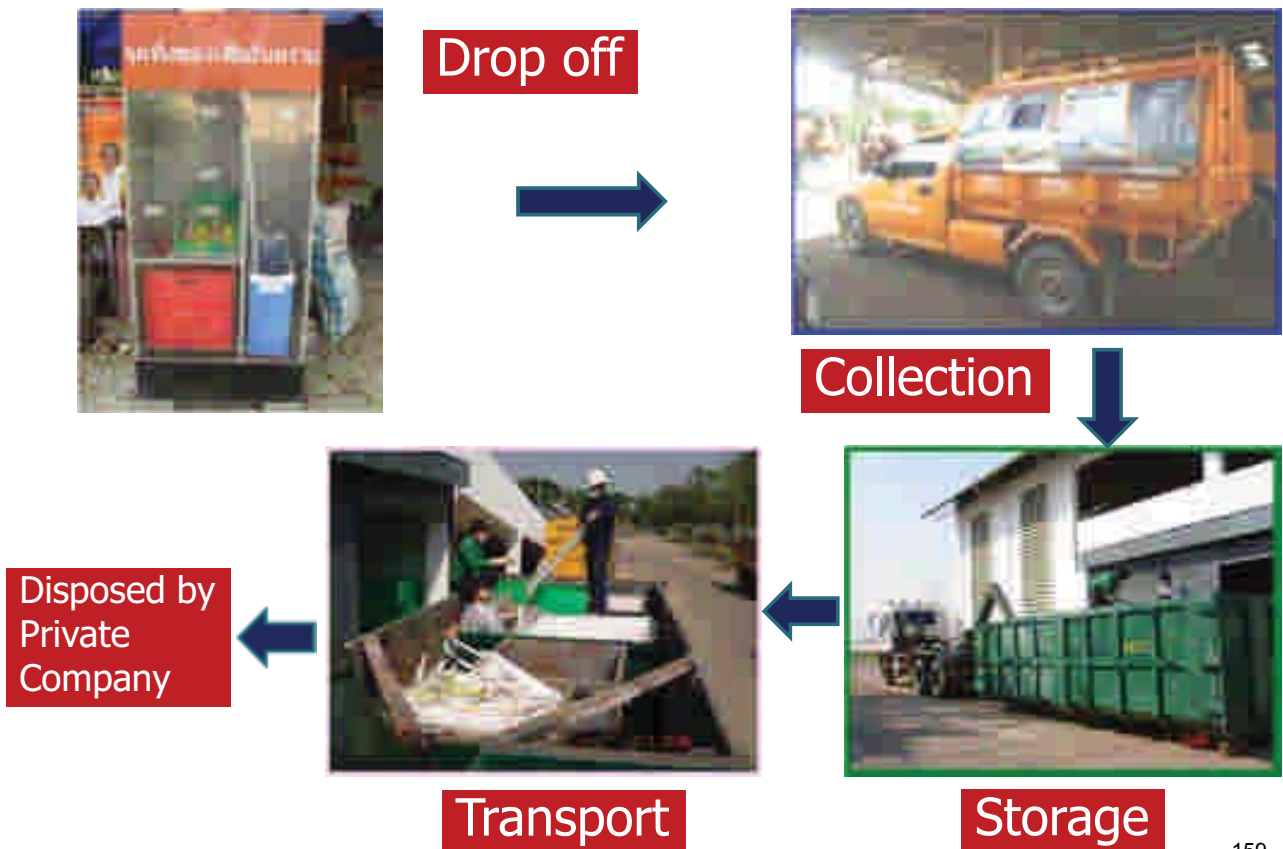 Drop off
Collection
Disposed by
Private
Company
Transport
Storage